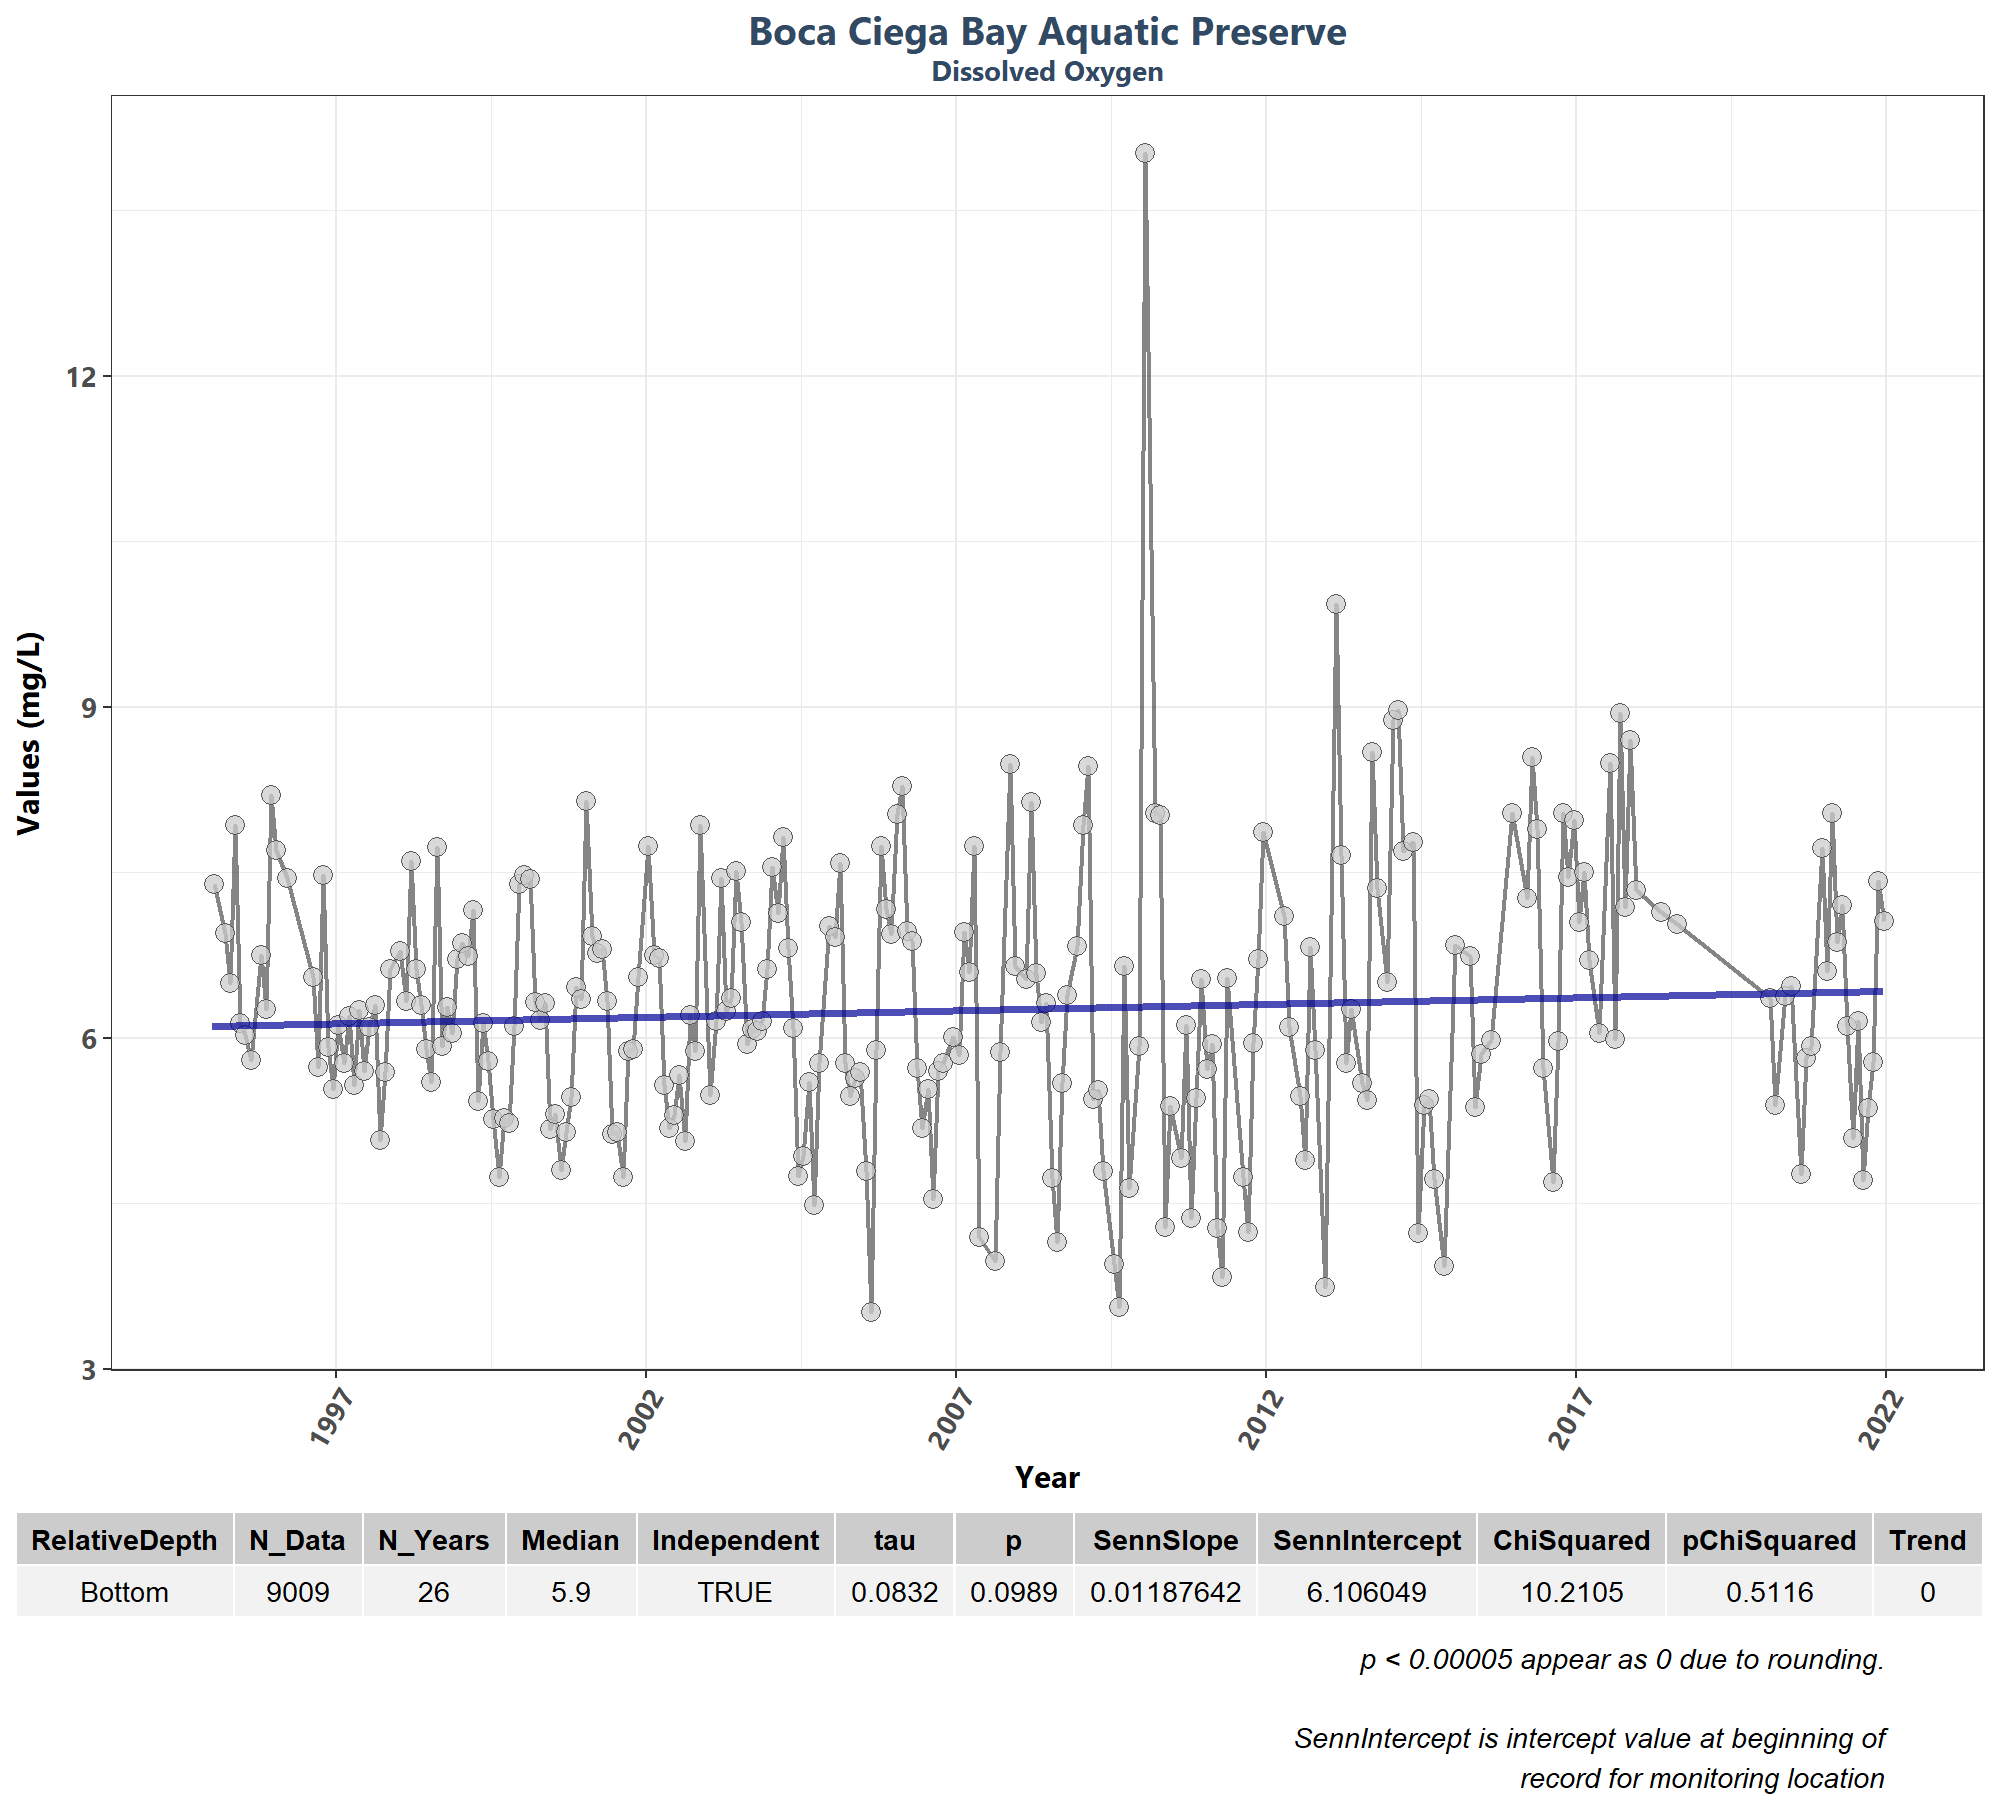 Boca Ciega Bay Aquatic Preserve
Dissolved Oxygen
Values (mg/L)
12
9
6
3
1997 2002 2007 2012 2017 2022
Year
RelativeDepth N_Data N_Years Median Independent tau p SennSlope SennIntercept ChiSquared pChiSquared Trend
Bottom 9009 26 5.9 TRUE 0.0832 0.0989 0.01187642 6.106049 10.2105 0.5116 0
p < 0.00005 appear as 0 due to rounding.
SennIntercept is intercept value at beginning of
record for monitoring location